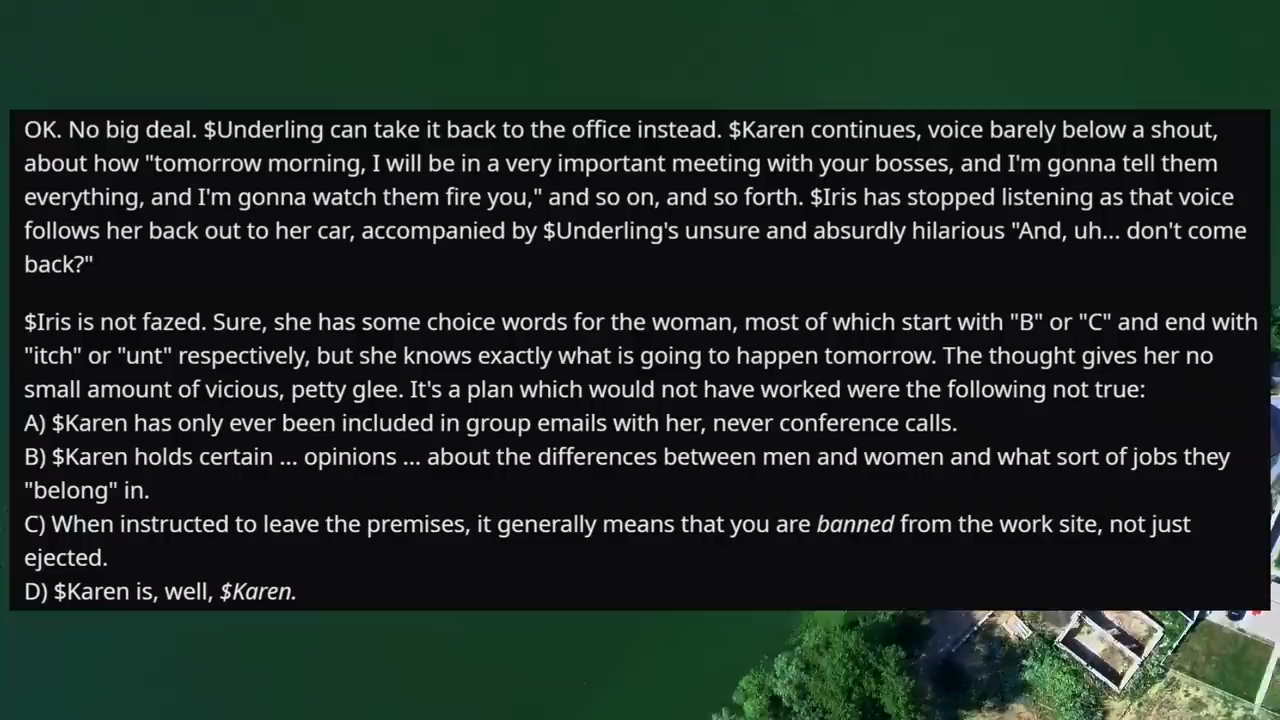 OK. No big deal. $Underling can take it back to the office instead. $Karen continues, voice barely below a shout,
about how "tomorrow morning, I will be in a very important meeting with your bosses, and I'm gonna tell them
everything, and I'm gonna watch them fire you," and so on, and so forth. $Iris has stopped listening as that voice
follows her back out to her car, accompanied by $Underling's unsure and absurdly hilarious "And, uh... don't come
back?"
$Iris is not fazed. Sure, she has some choice words for the woman, most of which start with "B" or "C" and end with
"itch" or "unt" respectively, but she knows exactly what is going to happen tomorrow. The thought gives her no
small amount of vicious, petty glee. It's a plan which would not have worked were the following not true:
A) $Karen has only ever been included in group emails with her, never conference calls.
B) $Karen holds certain ... opinions ... about the differences between men and women and what sort of jobs they
"belong" in.
C) When instructed to leave the premises, it generally means that you are banned from the work site, not just
ejected.
D) $Karen is, well, $Karen.